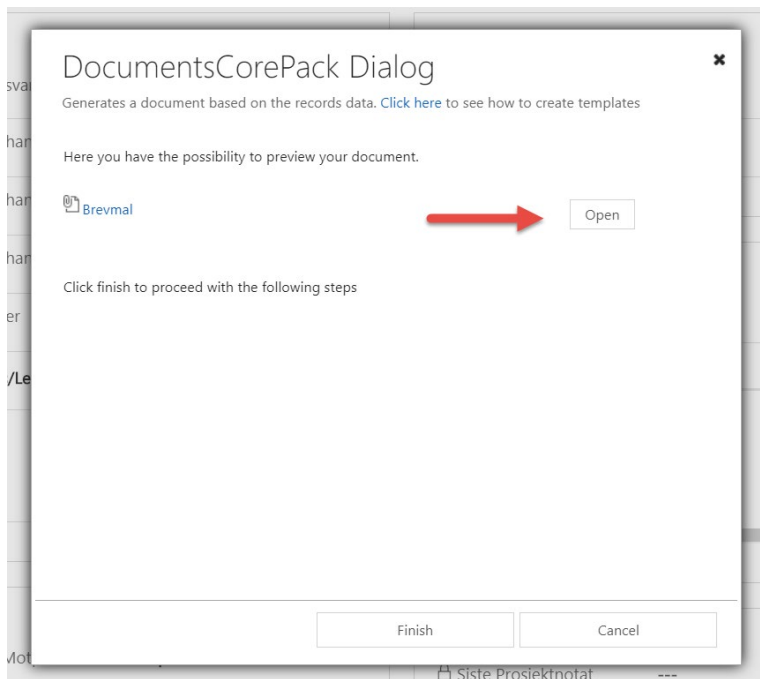 DocumentsCorePack Dialog
Generates a document based on the records data. Click here to see how to create templates
Here you have the possibility to preview your document.
Brevmal
Open
Click finish to proceed with the following steps
er
/Le
Finish
Cancel
Siste Prosjektnotat ---